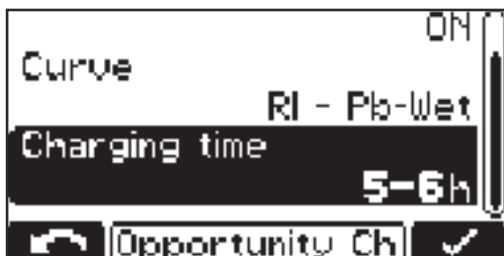 ON
Curve
RI - Pb-Wet
Charging time
5-6h
Opportunity Ch